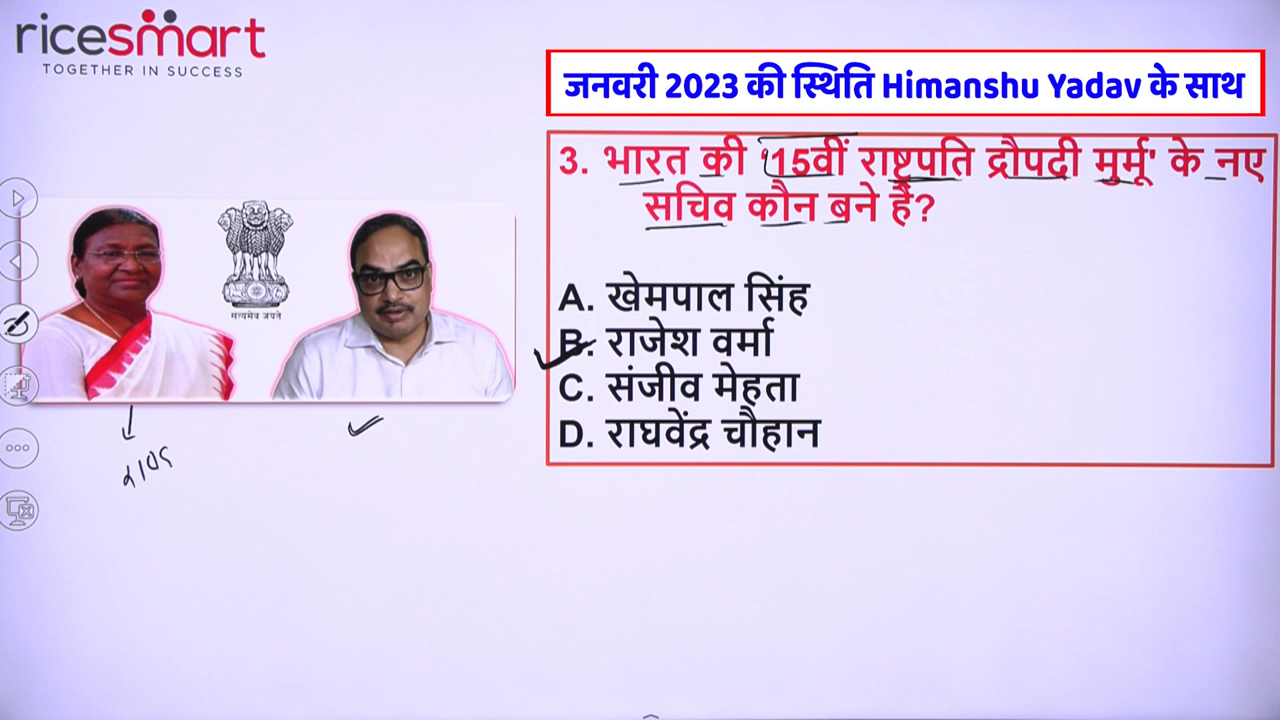 ricesmart
TOGETHER IN SUCCESS
जनवरी 2023 की स्थिति Himanshu Yadav के साथ
3. भारत की '15वीं राष्ट्रपति द्रौपदी मुर्मू' के नए
सचिव कौन बने हैं?
सत्यमेव जयते
A. खेमपाल सिंह
B. राजेश वर्मा
C. संजीव मेहता
D. राघवेंद्र चौहान